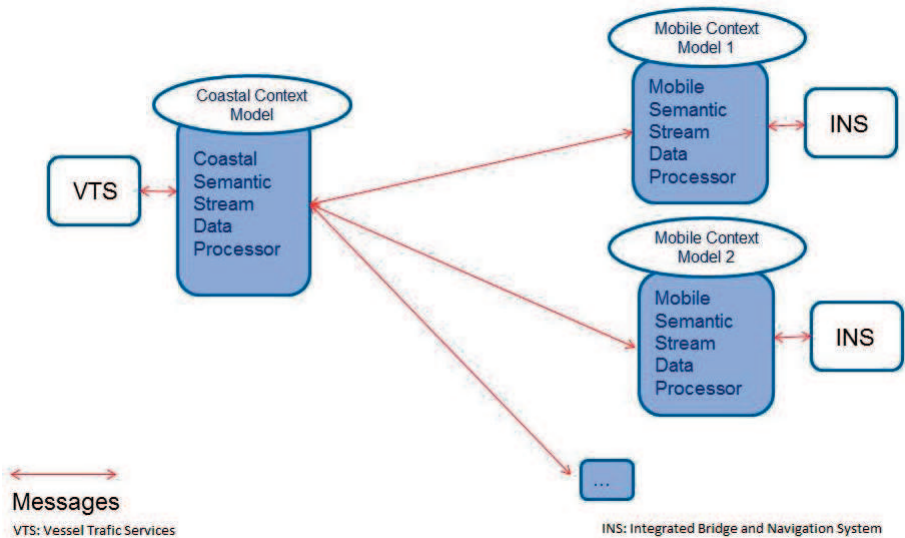 Mobile Context
Model 1
Coastal Context
Model
Mobile
Semantic
Stream
Data
Processor
INS
Coastal
Semantic
Stream
Data
Processor
VTS
Mobile Context
Model 2
Mobile
Semantic
Stream
Data
Processor
INS
...
Messages
VTS: Vessel Trafic Services
INS: Integrated Bridge and Navigation System